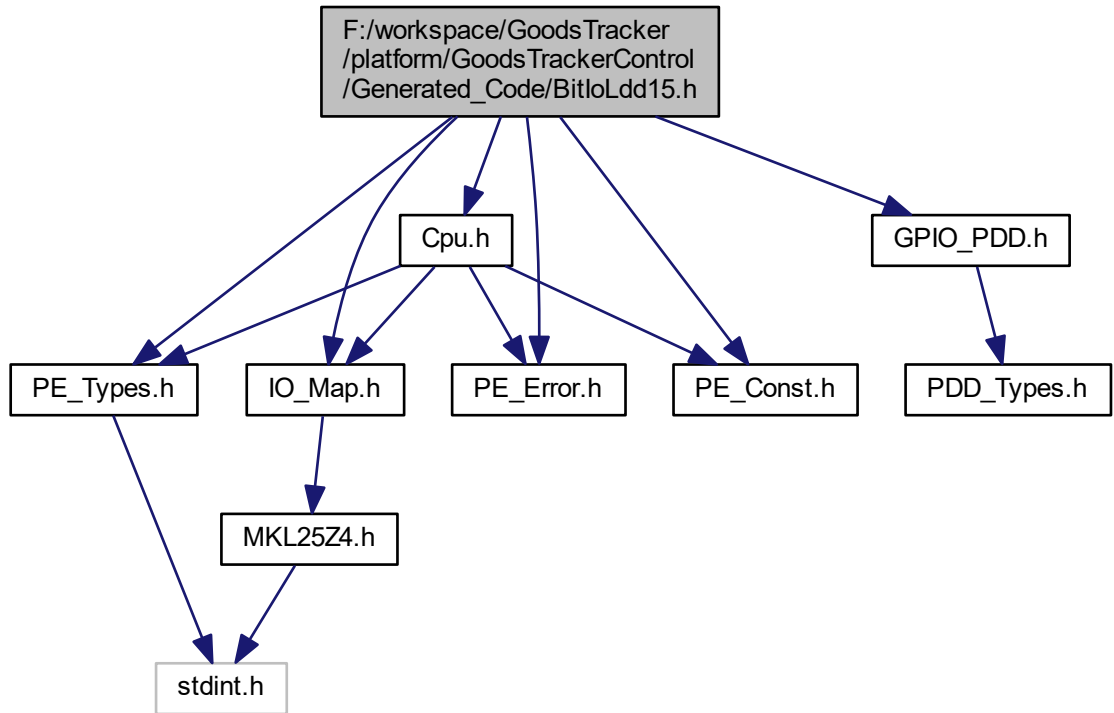 F:/workspace/GoodsTracker
/platform/GoodsTrackerControl
/Generated_Code/BitIoLdd15.h
Cpu.h
GPIO_PDD.h
PE_Types.h
IO_Map.h
PE_Error.h
PE_Const.h
PDD_Types.h
MKL25Z4.h
stdint.h